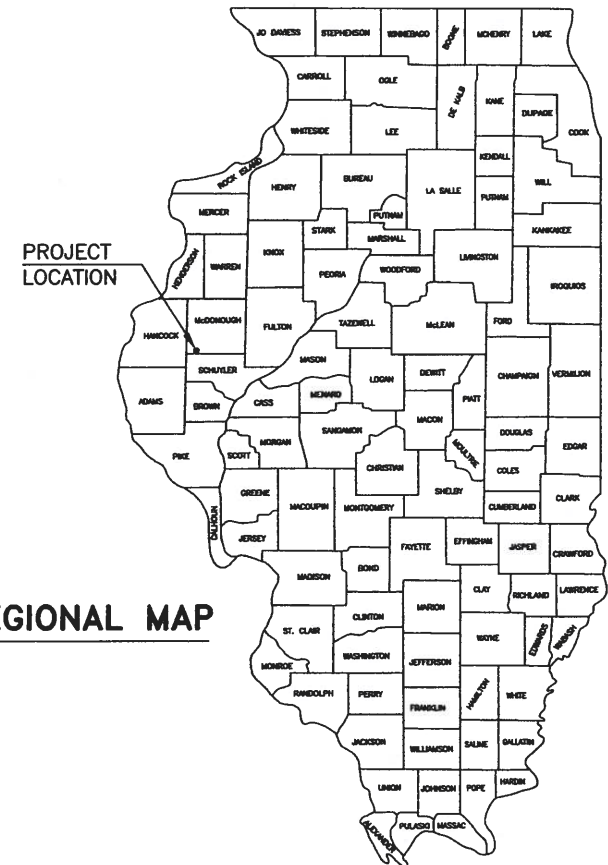 JO DAVIESS
STEPHENSON
WINNEBAGO
BOONE
MCHENRY
LAKE
CARROLL
OGLE
DE KALB
KANE
DUPAGE
COOK
WHITESIDE
LEE
KENDALL
WILL
ROCK ISLAND
HENRY
BUREAU
LA SALLE
PUTNAM
MERCER
PUTNAM
STARK
MARSHALL
KANKAKEE
PROJECT
LOCATION
HENDERSON
WARREN
KNOX
PEORIA
WOODFORD
LIVINGSTON
IROQUIOS
HANCOCK
McDONOUGH
FULTON
TAZEWELL
McLEAN
FORD
SCHUYLER
MASON
LOGAN
DEWITT
CHAMPAIGN
VERMILION
ADAMS
BROWN
CASS
MENARD
PIATT
MACON
PIKE
SCOTT
MORGAN
SANGAMON
CHRISTIAN
MOULTRIE
DOUGLAS
EDGAR
COLES
CALHOUN
GREENE
MACOUPIN
MONTGOMERY
SHELBY
CUMBERLAND
CLARK
JERSEY
FAYETTE
EFFINGHAM
JASPER
CRAWFORD
MADISON
BOND
CLAY
RICHLAND
LAWRENCE
EGIONAL MAP
ST. CLAIR
CLINTON
MARION
WAYNE
EDWARDS
WABASH
MONROE
WASHINGTON
JEFFERSON
RANDOLPH
PERRY
FRANKLIN
HAMILTON
WHITE
JACKSON
WILLIAMSON
SALINE
GALLATIN
UNION
JOHNSON
POPE
HARDIN
ALEXANDER
PULASKI
MASSAC